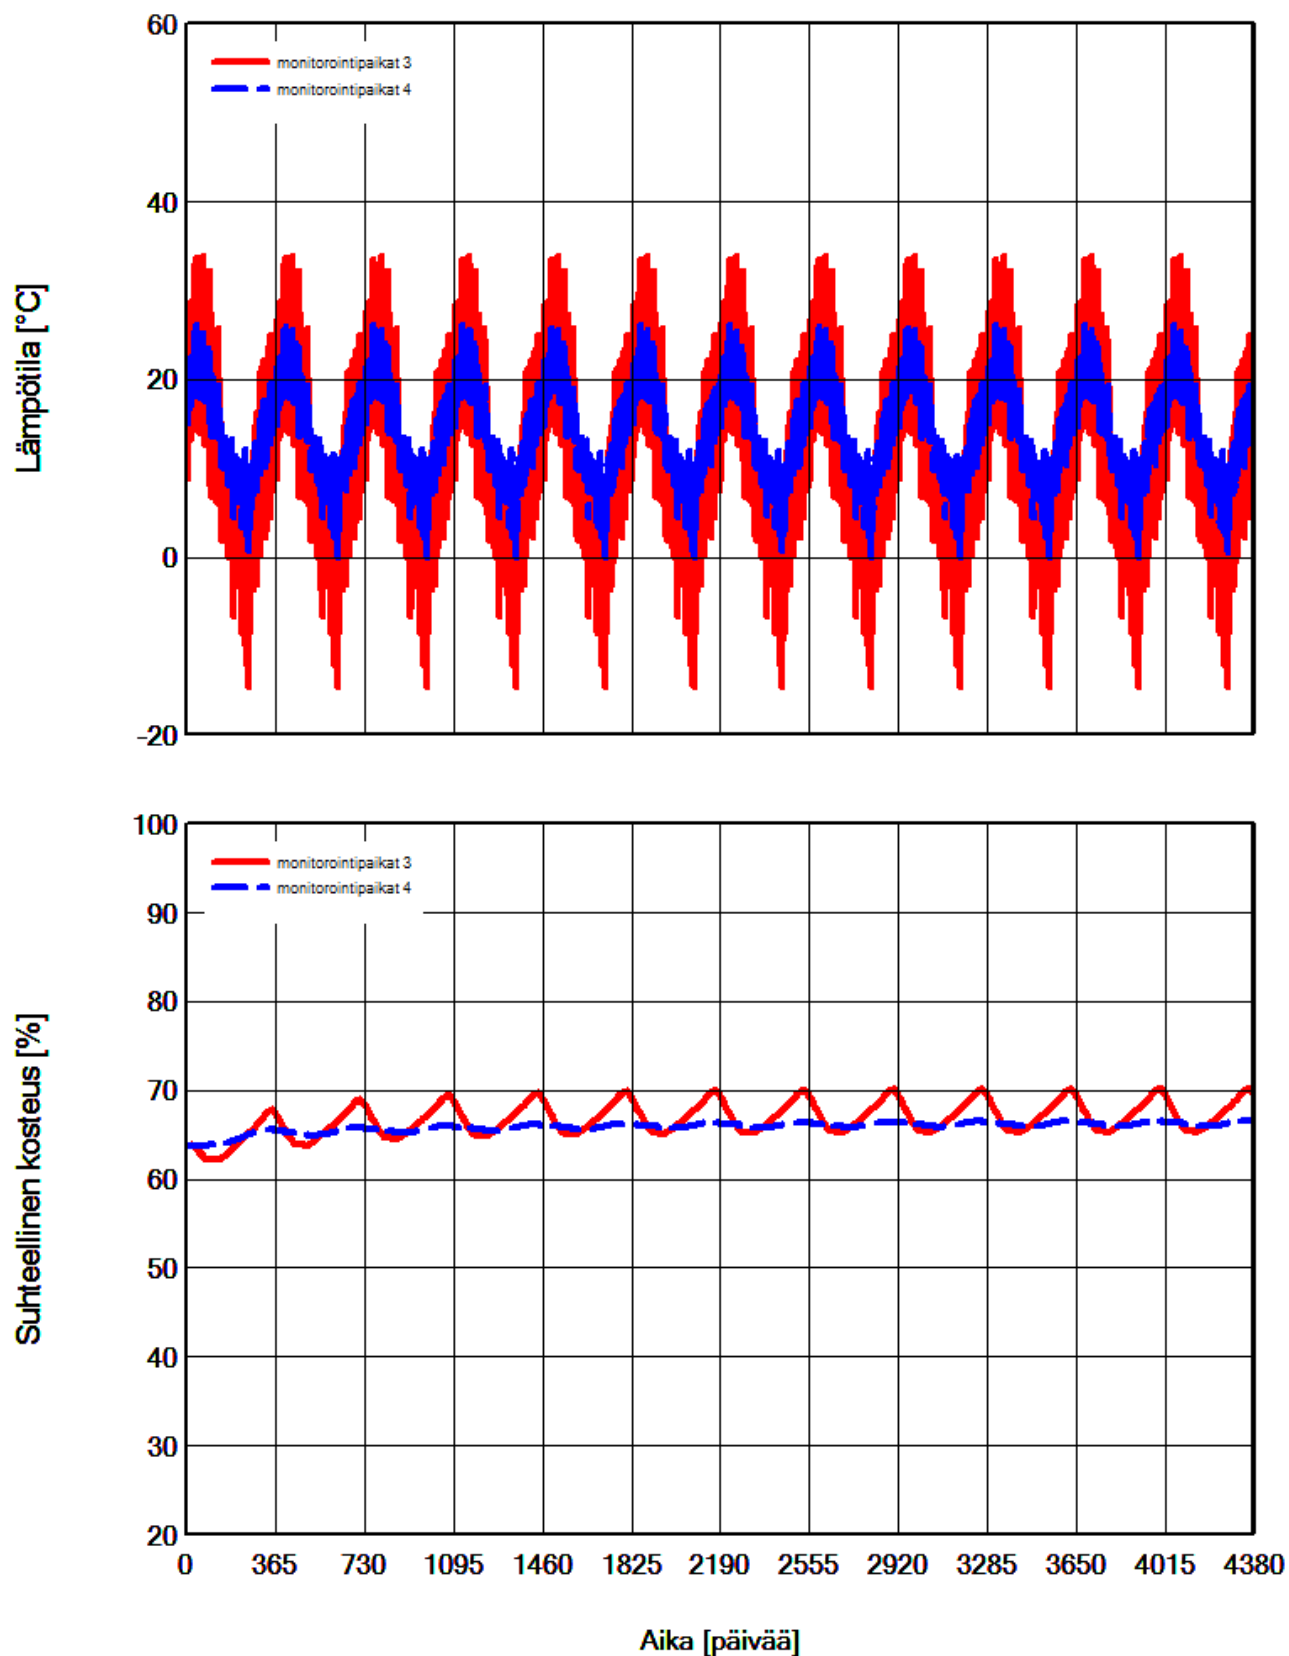 60
monitorointipaikat 3
monitorointipaikat 4
40
Lämpötila [°C]
20
0
-20
100
monitorointipaikat 3
monitorointipaikat 4
90
80
Suhteellinen kosteus [%]
70
60
50
40
30
20
0 365 730 1095 1460 1825 2190 2555 2920 3285 3650 4015 4380
Aika [päivää]